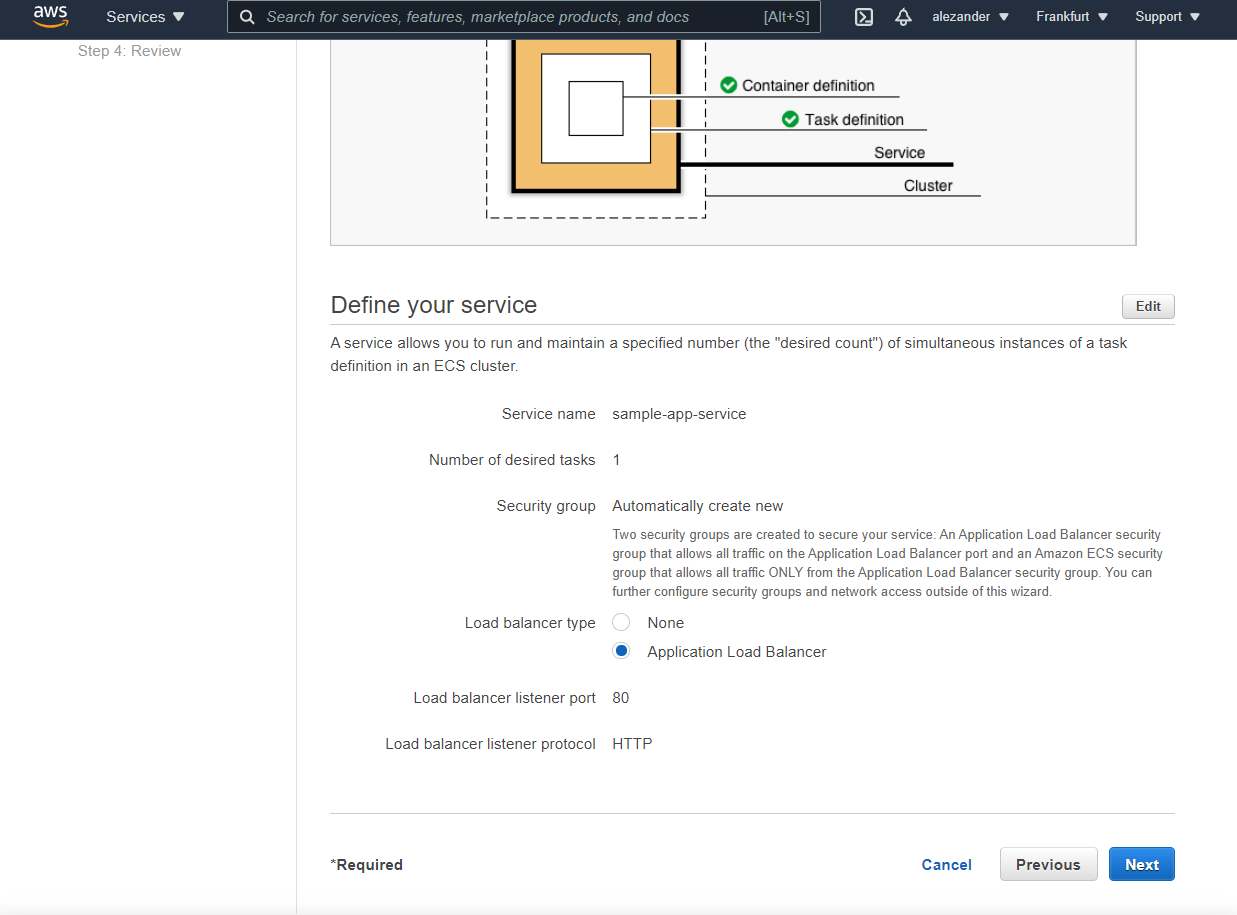 aws Services Search for services, features, marketplace products, and docs [Alt+S] alezander Frankfurt Support
Step 4: Review
Container definition
Task definition
Service
Cluster
Define your service Edit
A service allows you to run and maintain a specified number (the "desired count") of simultaneous instances of a task
definition in an ECS cluster.
Service name sample-app-service
Number of desired tasks 1
Security group Automatically create new
Two security groups are created to secure your service: An Application Load Balancer security
group that allows all traffic on the Application Load Balancer port and an Amazon ECS security
group that allows all traffic ONLY from the Application Load Balancer security group. You can
further configure security groups and network access outside of this wizard.
Load balancer type None
Application Load Balancer
Load balancer listener port 80
Load balancer listener protocol HTTP
*Required Cancel Previous Next